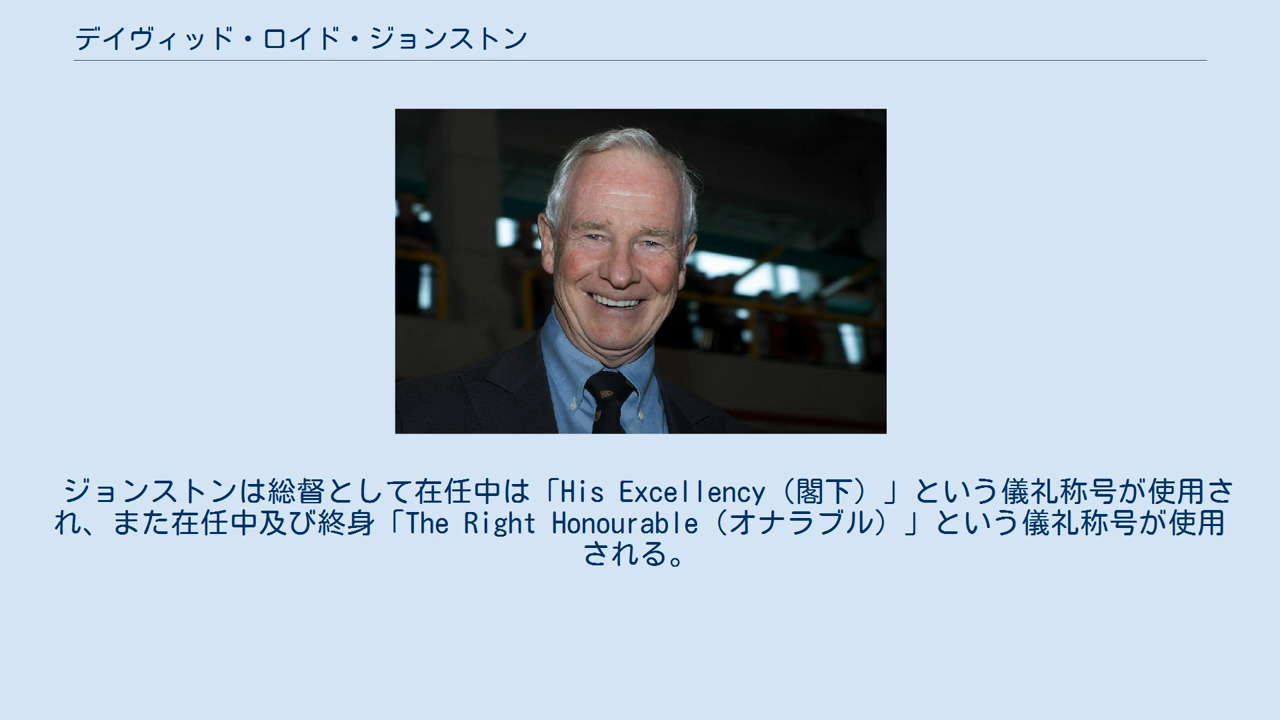 デイヴィッド・ロイド・ジョンストン
ジョンストンは総督として在任中は「His Excellency（閣下）」という儀礼称号が使用さ
れ、また在任中及び終身「The Right Honourable（オナラブル）」という儀礼称号が使用
される。